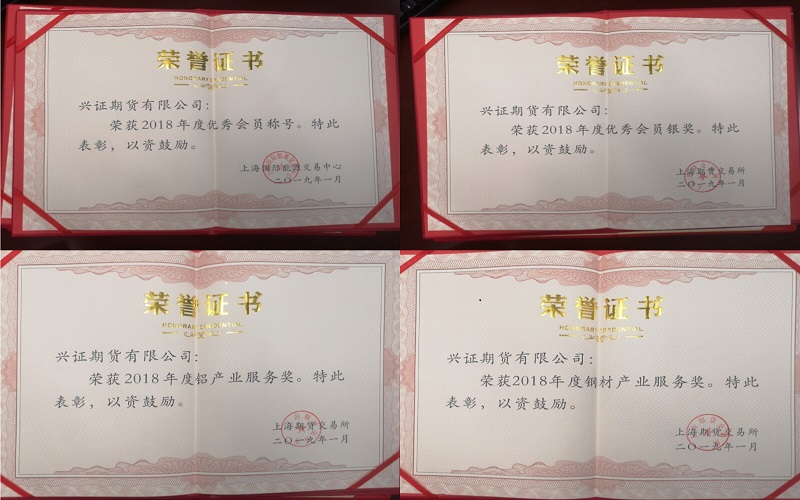 荣誉证书
HONORARY CREDENTIAL
兴证期货有限公司:
荣获2018年度优秀会员称号。特此
表彰，以资鼓励。
上海国际能源交易中心
二〇一九年一月
荣誉证书
HONORARY CREDENTIAL
兴证期货有限公司:
荣获2018年度优秀会员银奖。特此
表彰，以资鼓励。
上海期货交易所
二〇一九年一月
荣誉证书
HONORARY CREDENTIAL
兴证期货有限公司:
荣获2018年度铝产业服务奖。特此
表彰，以资鼓励。
上海期货交易所
二〇一九年一月
荣誉证书
HONORARY CREDENTIAL
兴证期货有限公司:
荣获2018年度钢材产业服务奖。特此
表彰，以资鼓励。
上海期货交易所
二〇一九年一月